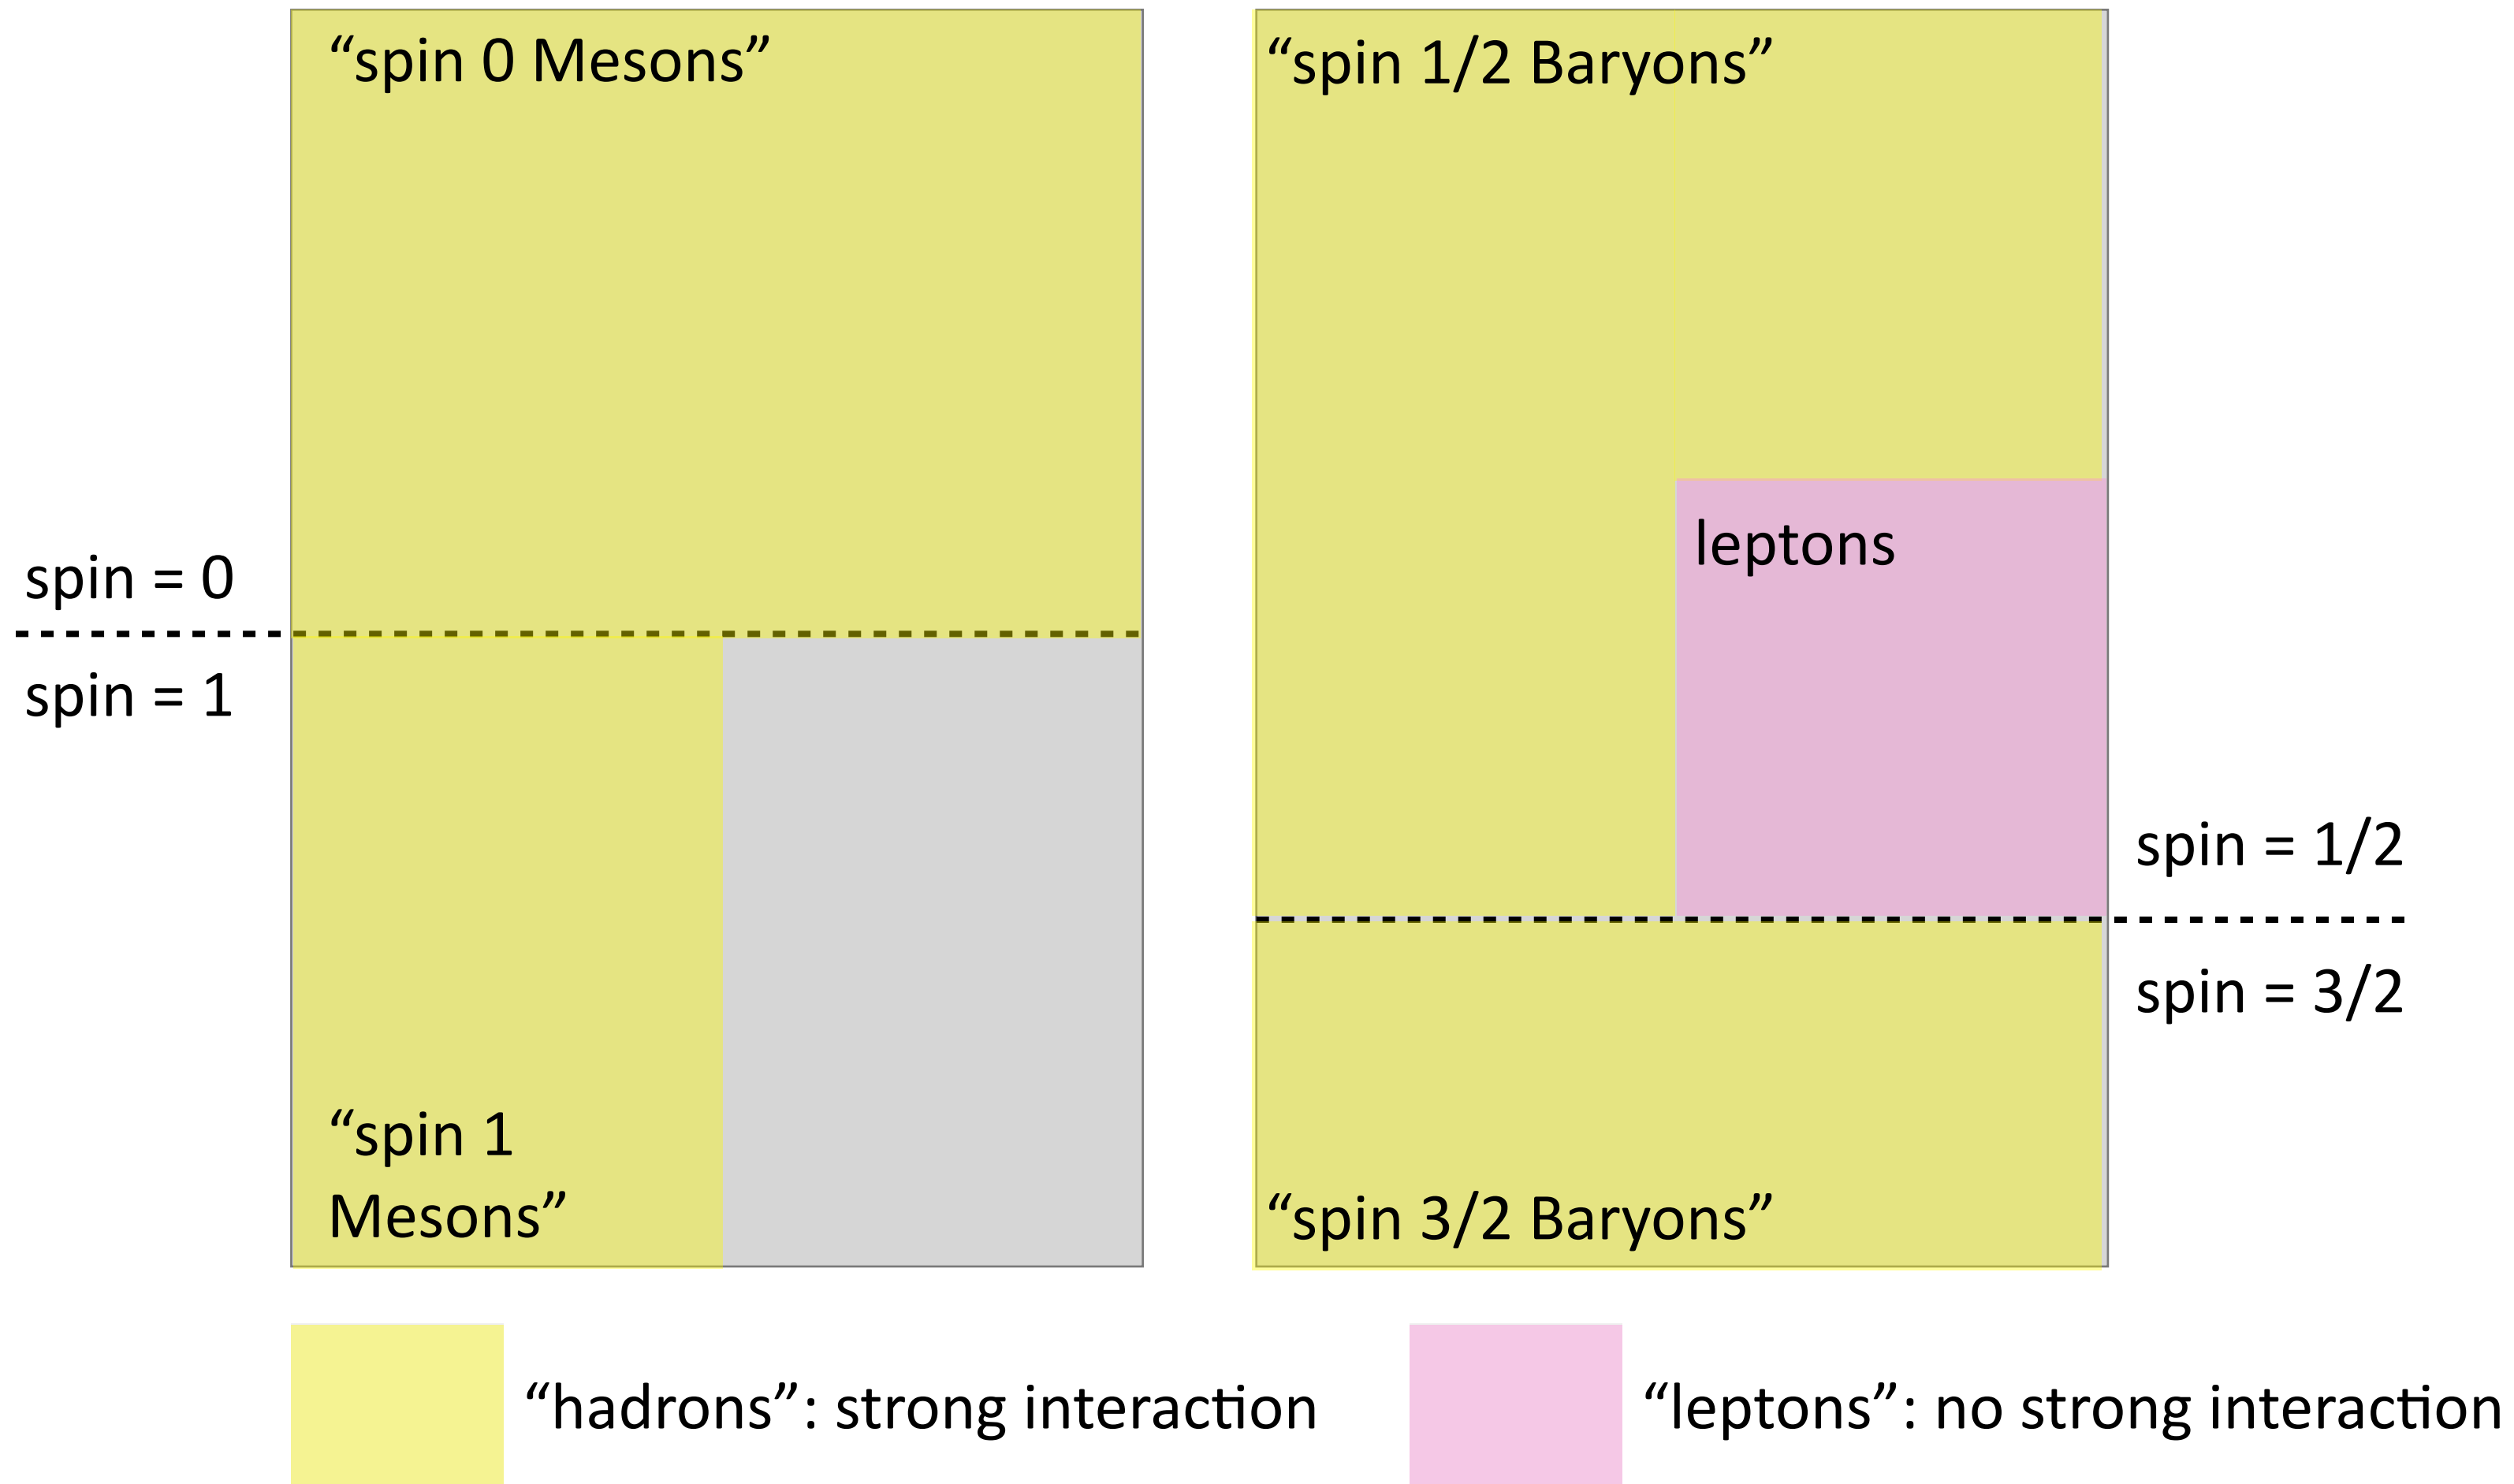 “spin 0 Mesons”
“spin 1/2 Baryons”
leptons
spin = 0
spin = 1
spin = 1/2
spin = 3/2
“spin 1
Mesons”
“spin 3/2 Baryons”
“hadrons”: strong interaction
“leptons”: no strong interaction